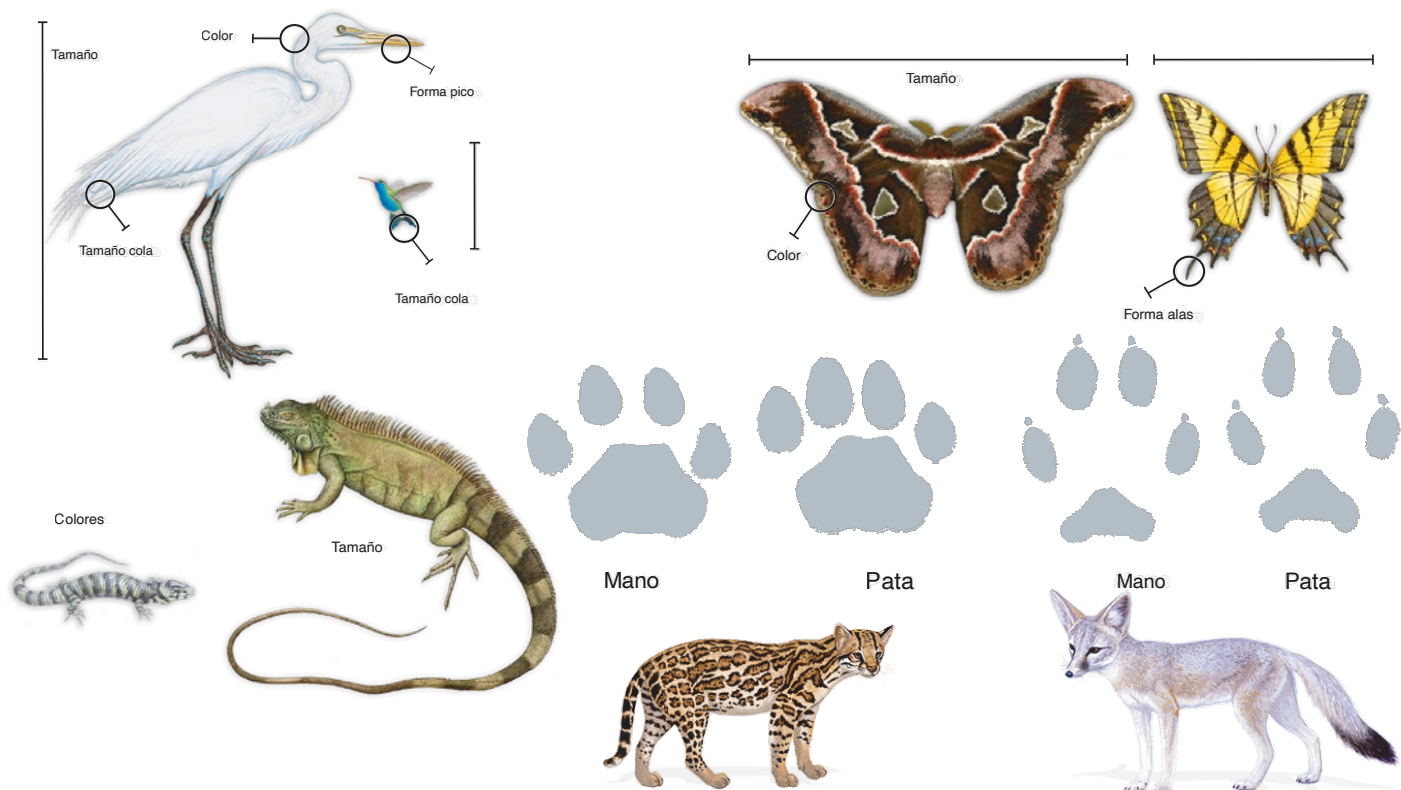 Tamaño
Color
Forma pico
Tamaño cola
Tamaño cola
Tamaño
Color
Forma alas
Colores
Tamaño
Mano
Pata
Mano
Pata